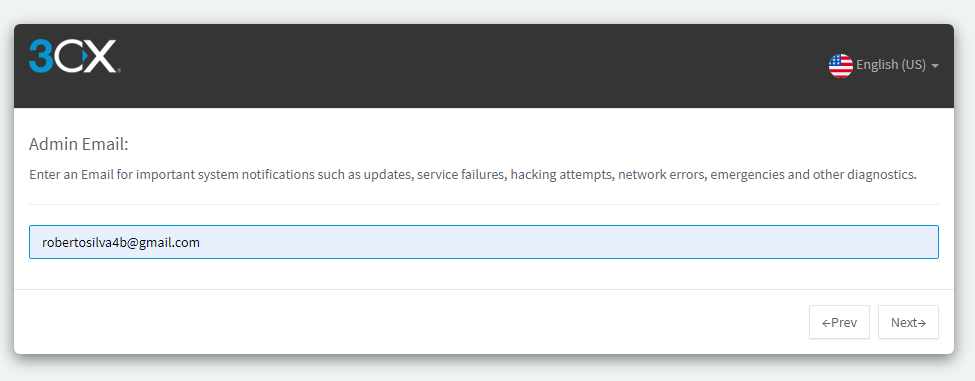 3CX
English (US)
Admin Email:
Enter an Email for important system notifications such as updates, service failures, hacking attempts, network errors, emergencies and other diagnostics.
robertosilva4b@gmail.com
←Prev Next→